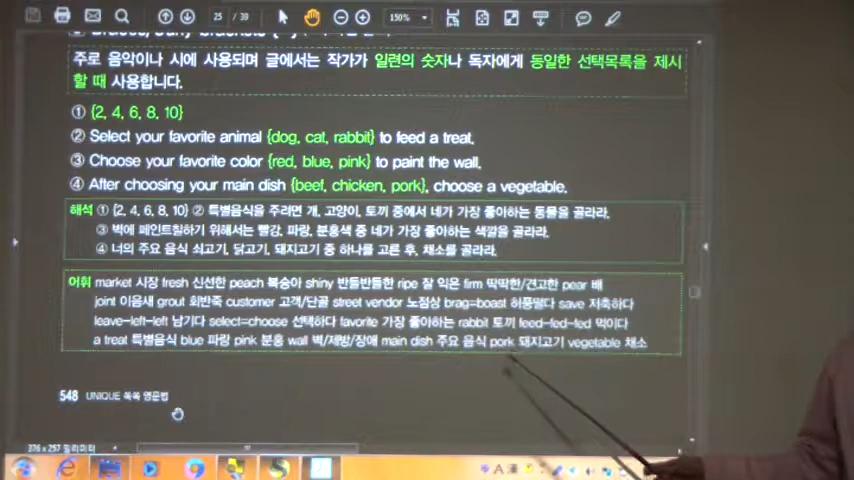 25 / 39
150%
주로 음악이나 시에 사용되며 글에서는 작가가 일련의 숫자나 독자에게 동일한 선택목록을 제시
할 때 사용합니다.
① {2, 4, 6, 8, 10}
② Select your favorite animal {dog, cat, rabbit} to feed a treat.
③ Choose your favorite color {red, blue, pink} to paint the wall.
④ After choosing your main dish {beef, chicken, pork}, choose a vegetable.
해석 ① {2, 4, 6, 8, 10} ② 특별음식을 주려면 개, 고양이, 토끼 중에서 네가 가장 좋아하는 동물을 골라라.
③ 벽에 페인트칠하기 위해서는 빨강, 파랑, 분홍색 중 네가 가장 좋아하는 색깔을 골라라.
④ 너의 주요 음식 쇠고기, 닭고기, 돼지고기 중 하나를 고른 후, 채소를 골라라.
어휘 market 시장 fresh 신선한 peach 복숭아 shiny 반들반들한 ripe 잘 익은 firm 딱딱한/견고한 pear 배
joint 이음새 grout 회반죽 customer 고객/단골 street vendor 노점상 brag=boast 허풍떨다 save 저축하다
leave-left-left 남기다 select=choose 선택하다 favorite 가장 좋아하는 rabbit 토끼 feed-fed-fed 먹이다
a treat 특별음식 blue 파랑 pink 분홍 wall 벽/제방/장애 main dish 주요 음식 pork 돼지고기 vegetable 채소
548 UNIQUE 쏙쏙 영문법
376 x 257 밀리미터